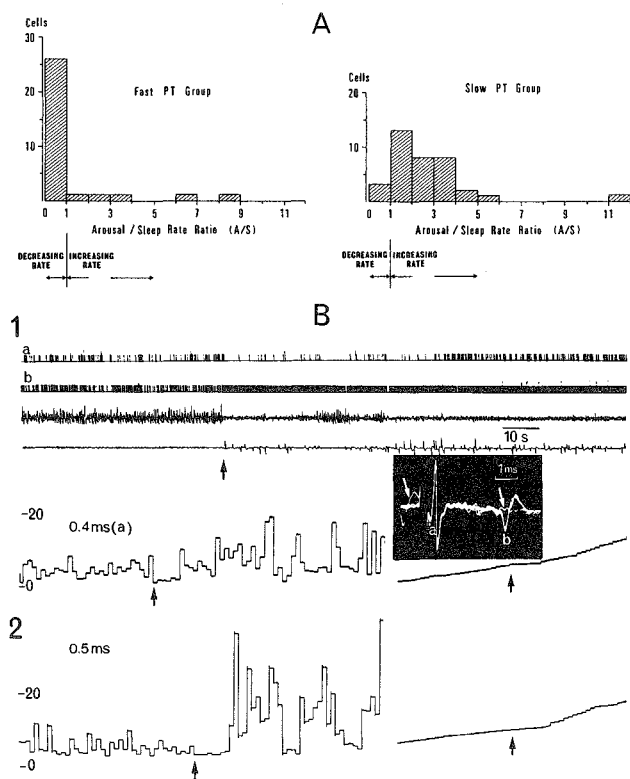 A
Cells
30
20
10
Fast PT Group
0 1 3 5 7 9 11
Arousal/Sleep Rate Ratio (A/S)
DECREASING RATE
INCREASING RATE
Cells
20
10
Slow PT Group
0 1 3 5 7 9 11
Arousal/Sleep Rate Ratio (A/S)
DECREASING RATE
INCREASING RATE
B
1
a
b
10 s
1ms
a
b
-20
0.4ms(a)
-0
2
0.5ms
-20
-0